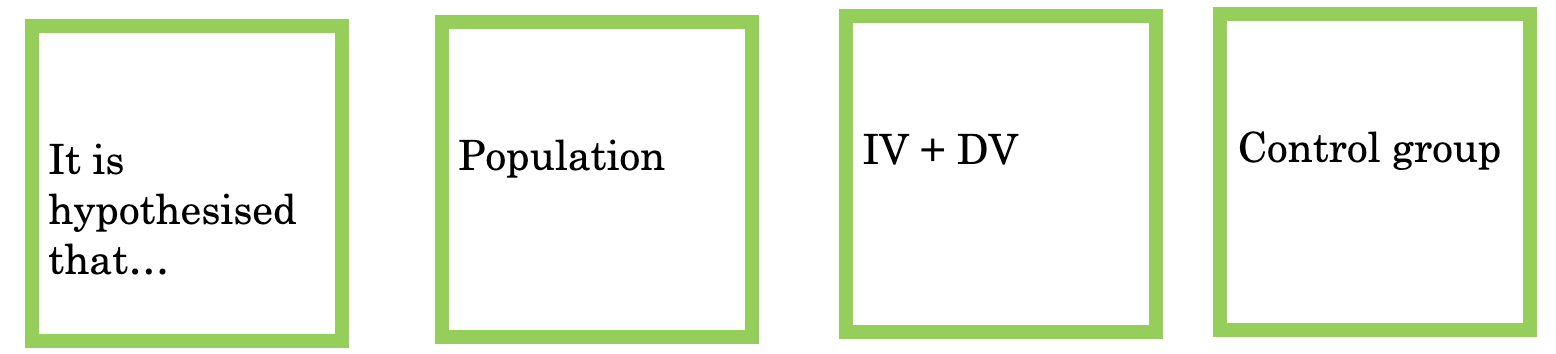 It is
hypothesised
that...
Population
IV + DV
Control group